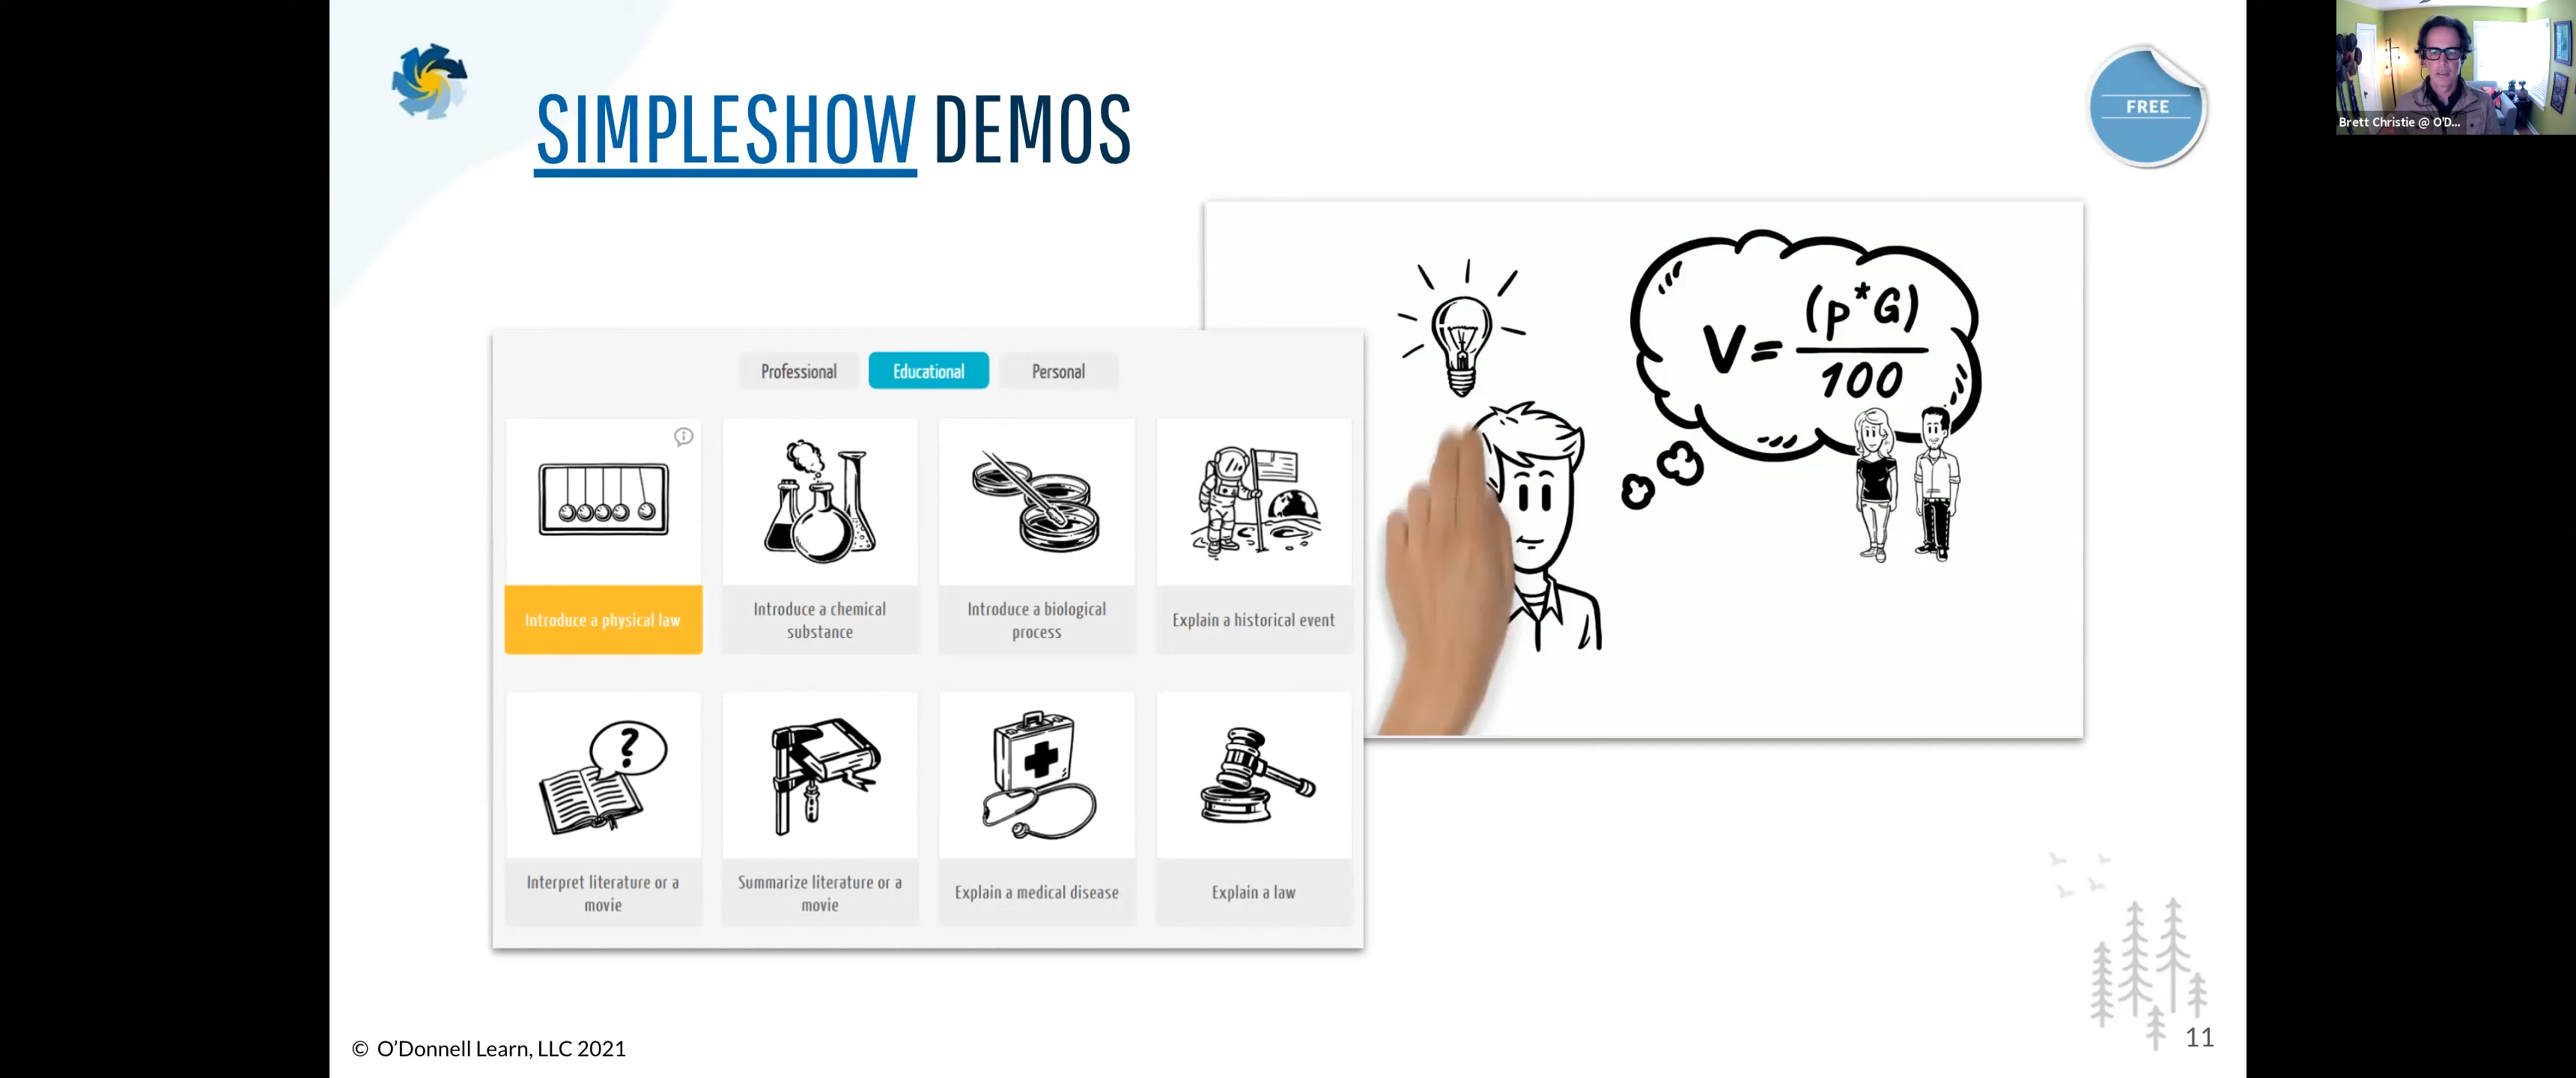 SIMPLESHOW DEMOS
FREE
Brett Christie @ O'D...
V= (p*G)
100
Professional Educational Personal
Introduce a physical law
Introduce a chemical
substance
Introduce a biological
process
Explain a historical event
?
Interpret literature or a
movie
Summarize literature or a
movie
Explain a medical disease
Explain a law
© O'Donnell Learn, LLC 2021
11